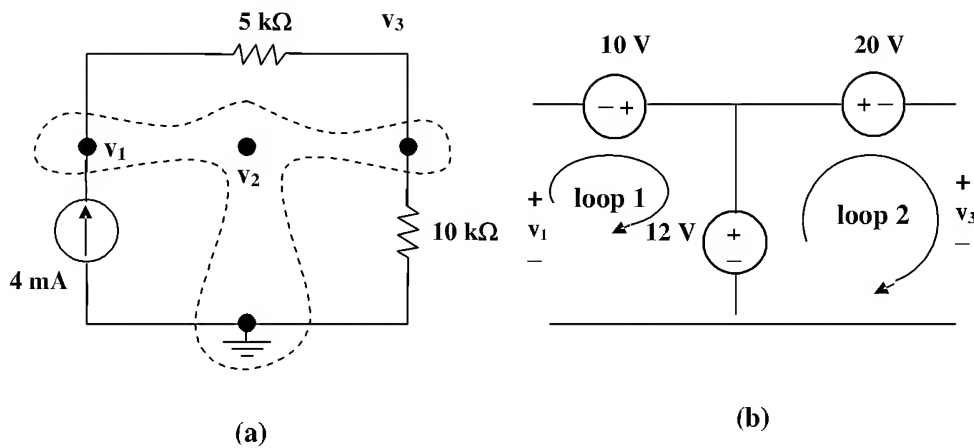 5 kΩ
v₃
v₁
v₂
10 kΩ
4 mA
(a)
10 V
20 V
– +
+ –
+
v₁
–
loop 1
12 V
+
–
loop 2
+
v₃
–
(b)